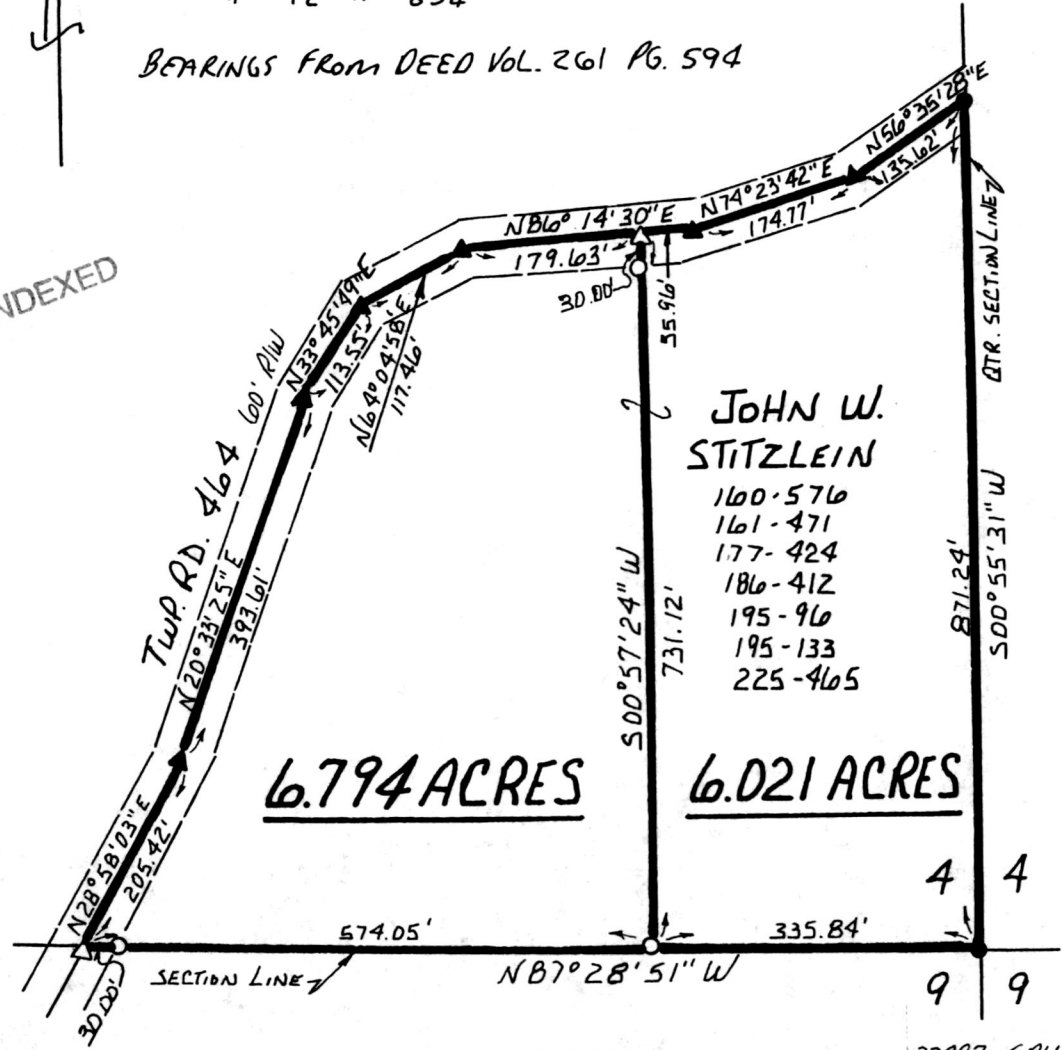 BEARINGS FROM DEED VOL. 261 PG. 594
NDEXED
N56°35'28"E
135.62'
N74°23'42"E
174.77'
N86°14'30"E
179.63'
30.00'
55.96'
QTR. SECTION LINE
N33°45'49"E
113.55'
N64°04'58"E
117.46'
TWP. RD. 464 60' R/W
N20°33'25"E
393.61'
JOHN W.
STITZLEIN
160-576
161-471
177-424
186-412
195-96
195-133
225-465
S00°57'24"W
731.12'
871.24'
S00°55'31"W
6.794 ACRES
6.021 ACRES
N28°58'03"E
205.42'
4 4
574.05'
335.84'
SECTION LINE
N87°28'51"W
30.00'
9 9